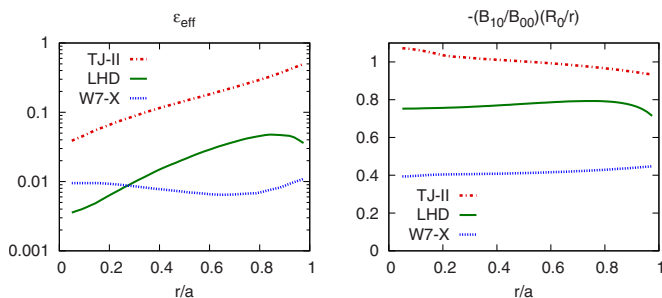 ε_eff
1
0.1
0.01
0.001
TJ-II
LHD
W7-X
0 0.2 0.4 0.6 0.8 1
r/a
-(B_10/B_00)(R_0/r)
1
0.8
0.6
0.4
0.2
0
TJ-II
LHD
W7-X
0 0.2 0.4 0.6 0.8 1
r/a